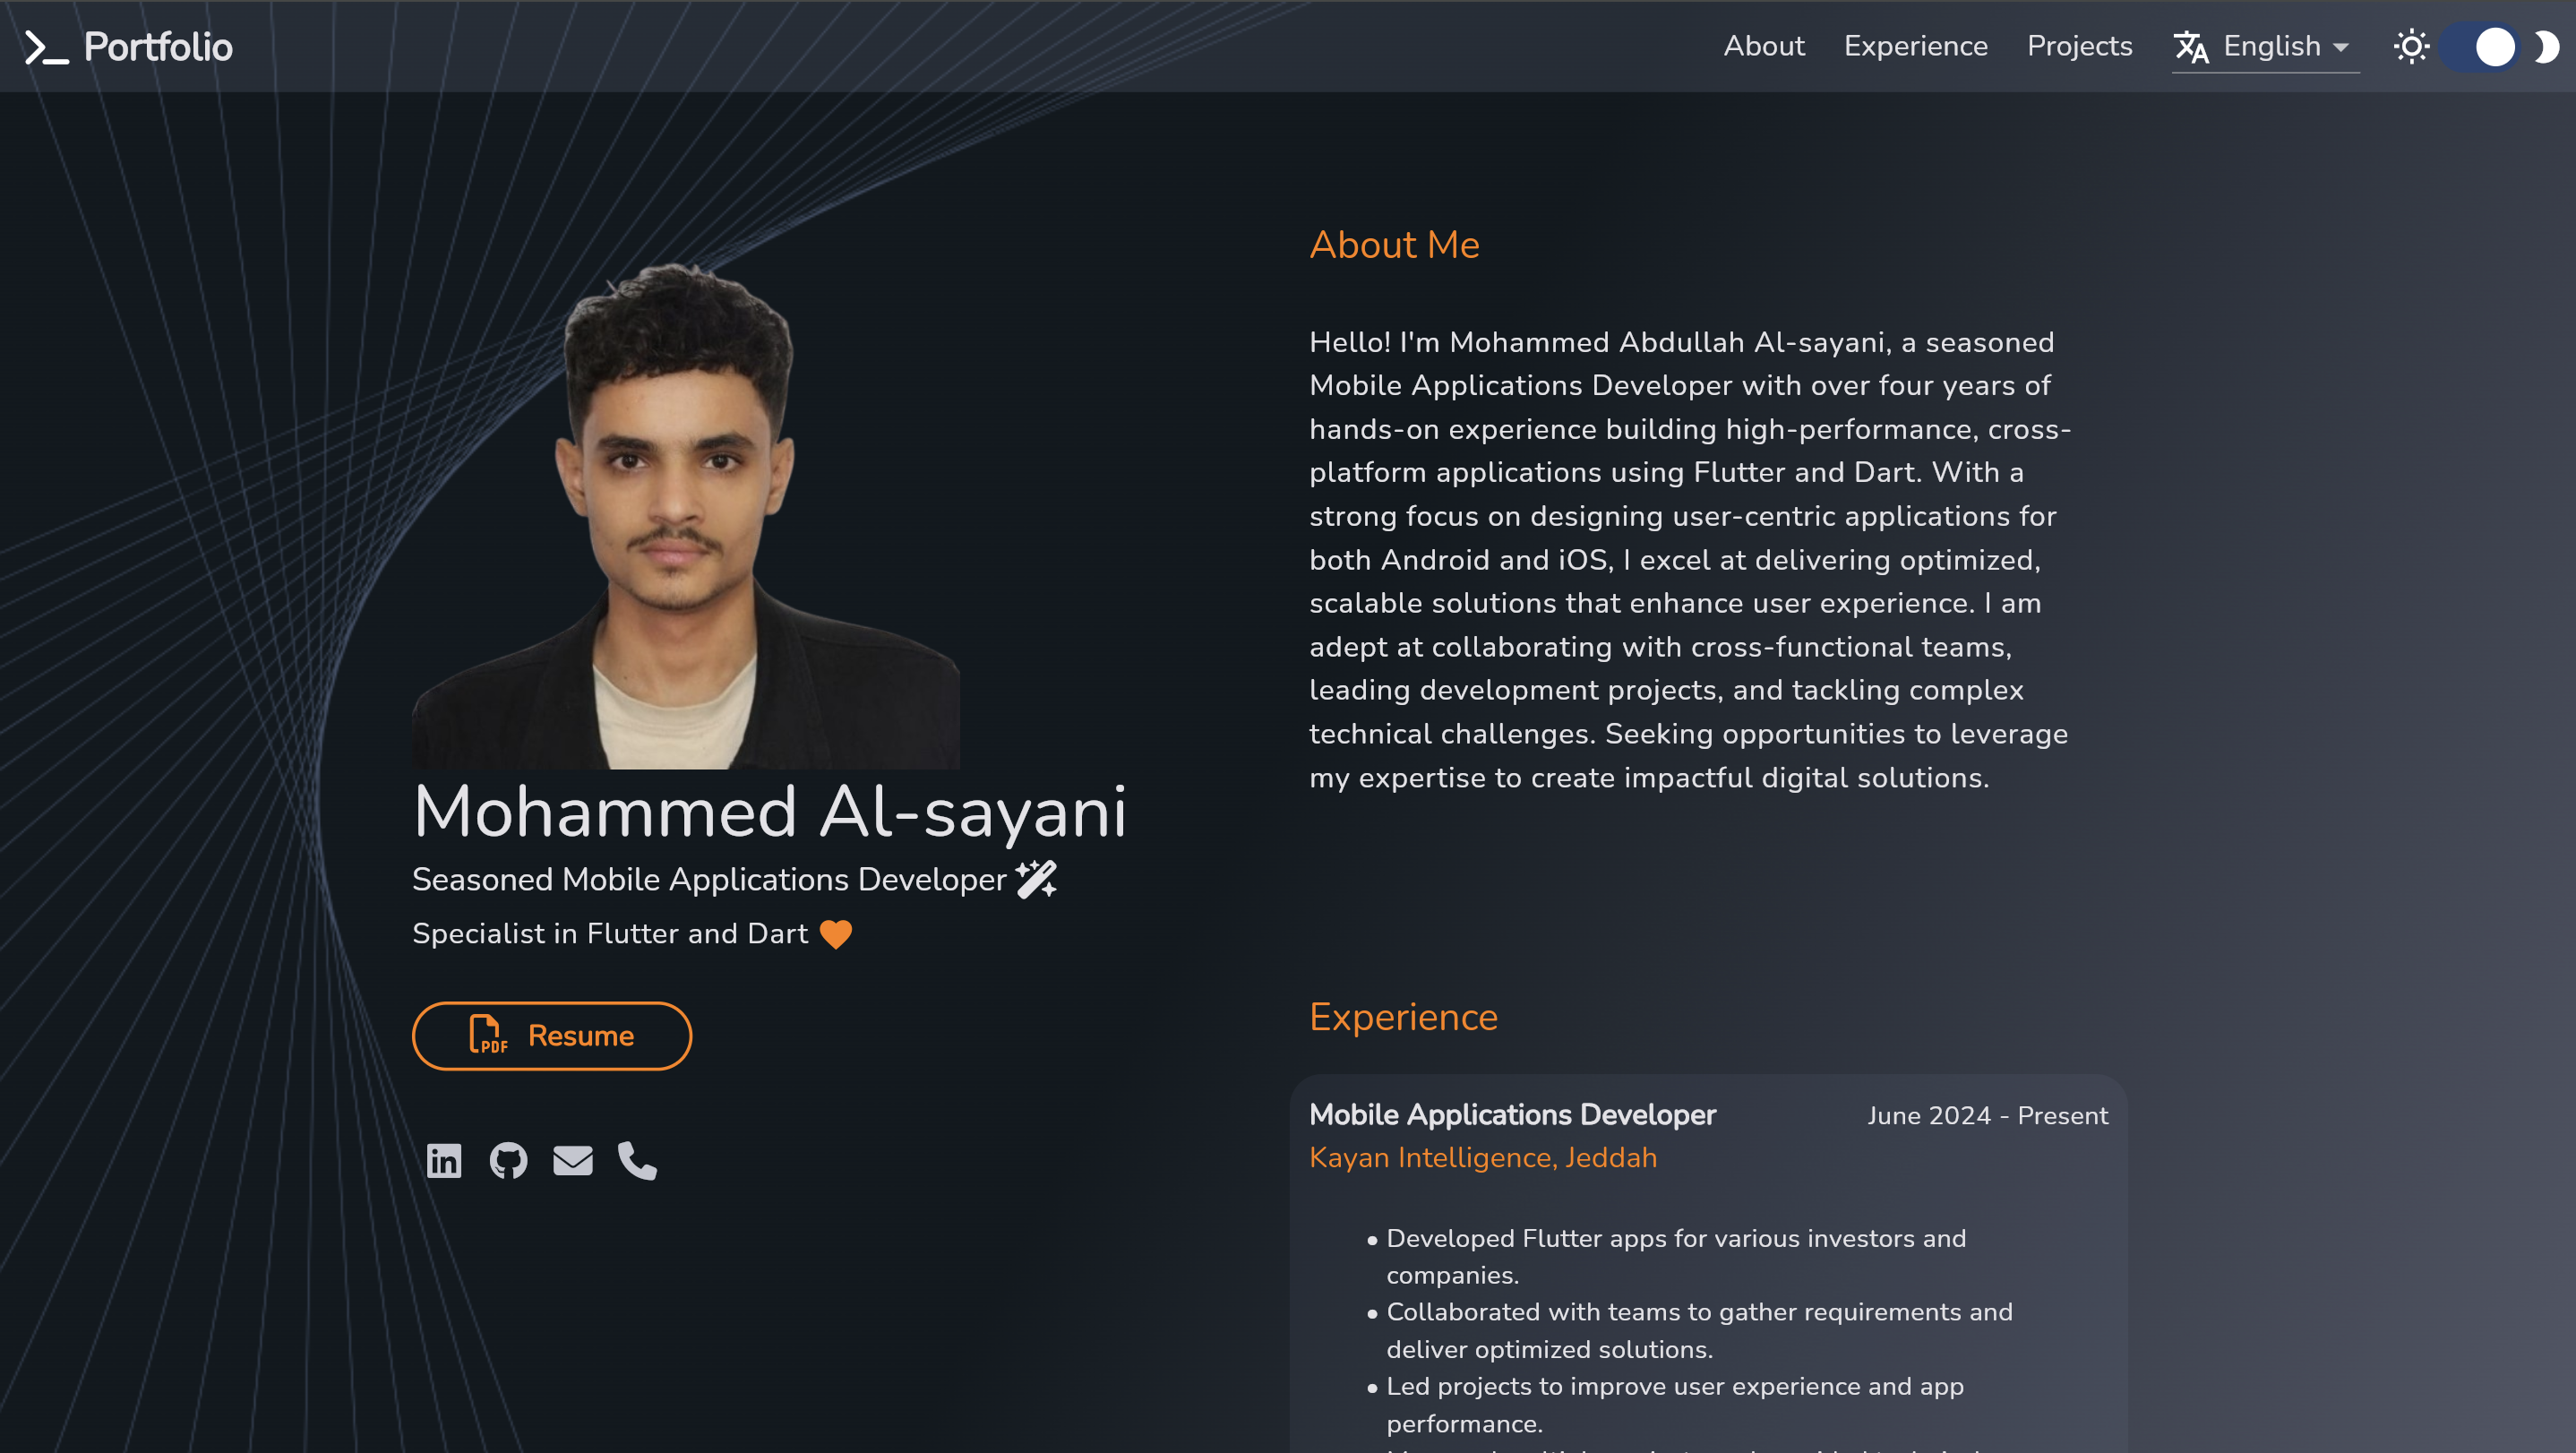 Portfolio
About
Experience
Projects
English
Mohammed Al-sayani
Seasoned Mobile Applications Developer
Specialist in Flutter and Dart
PDF
Resume
in
About Me
Hello! I'm Mohammed Abdullah Al-sayani, a seasoned
Mobile Applications Developer with over four years of
hands-on experience building high-performance, cross-
platform applications using Flutter and Dart. With a
strong focus on designing user-centric applications for
both Android and iOS, I excel at delivering optimized,
scalable solutions that enhance user experience. I am
adept at collaborating with cross-functional teams,
leading development projects, and tackling complex
technical challenges. Seeking opportunities to leverage
my expertise to create impactful digital solutions.
Experience
Mobile Applications Developer
June 2024 - Present
Kayan Intelligence, Jeddah
• Developed Flutter apps for various investors and
companies.
• Collaborated with teams to gather requirements and
deliver optimized solutions.
• Led projects to improve user experience and app
performance.